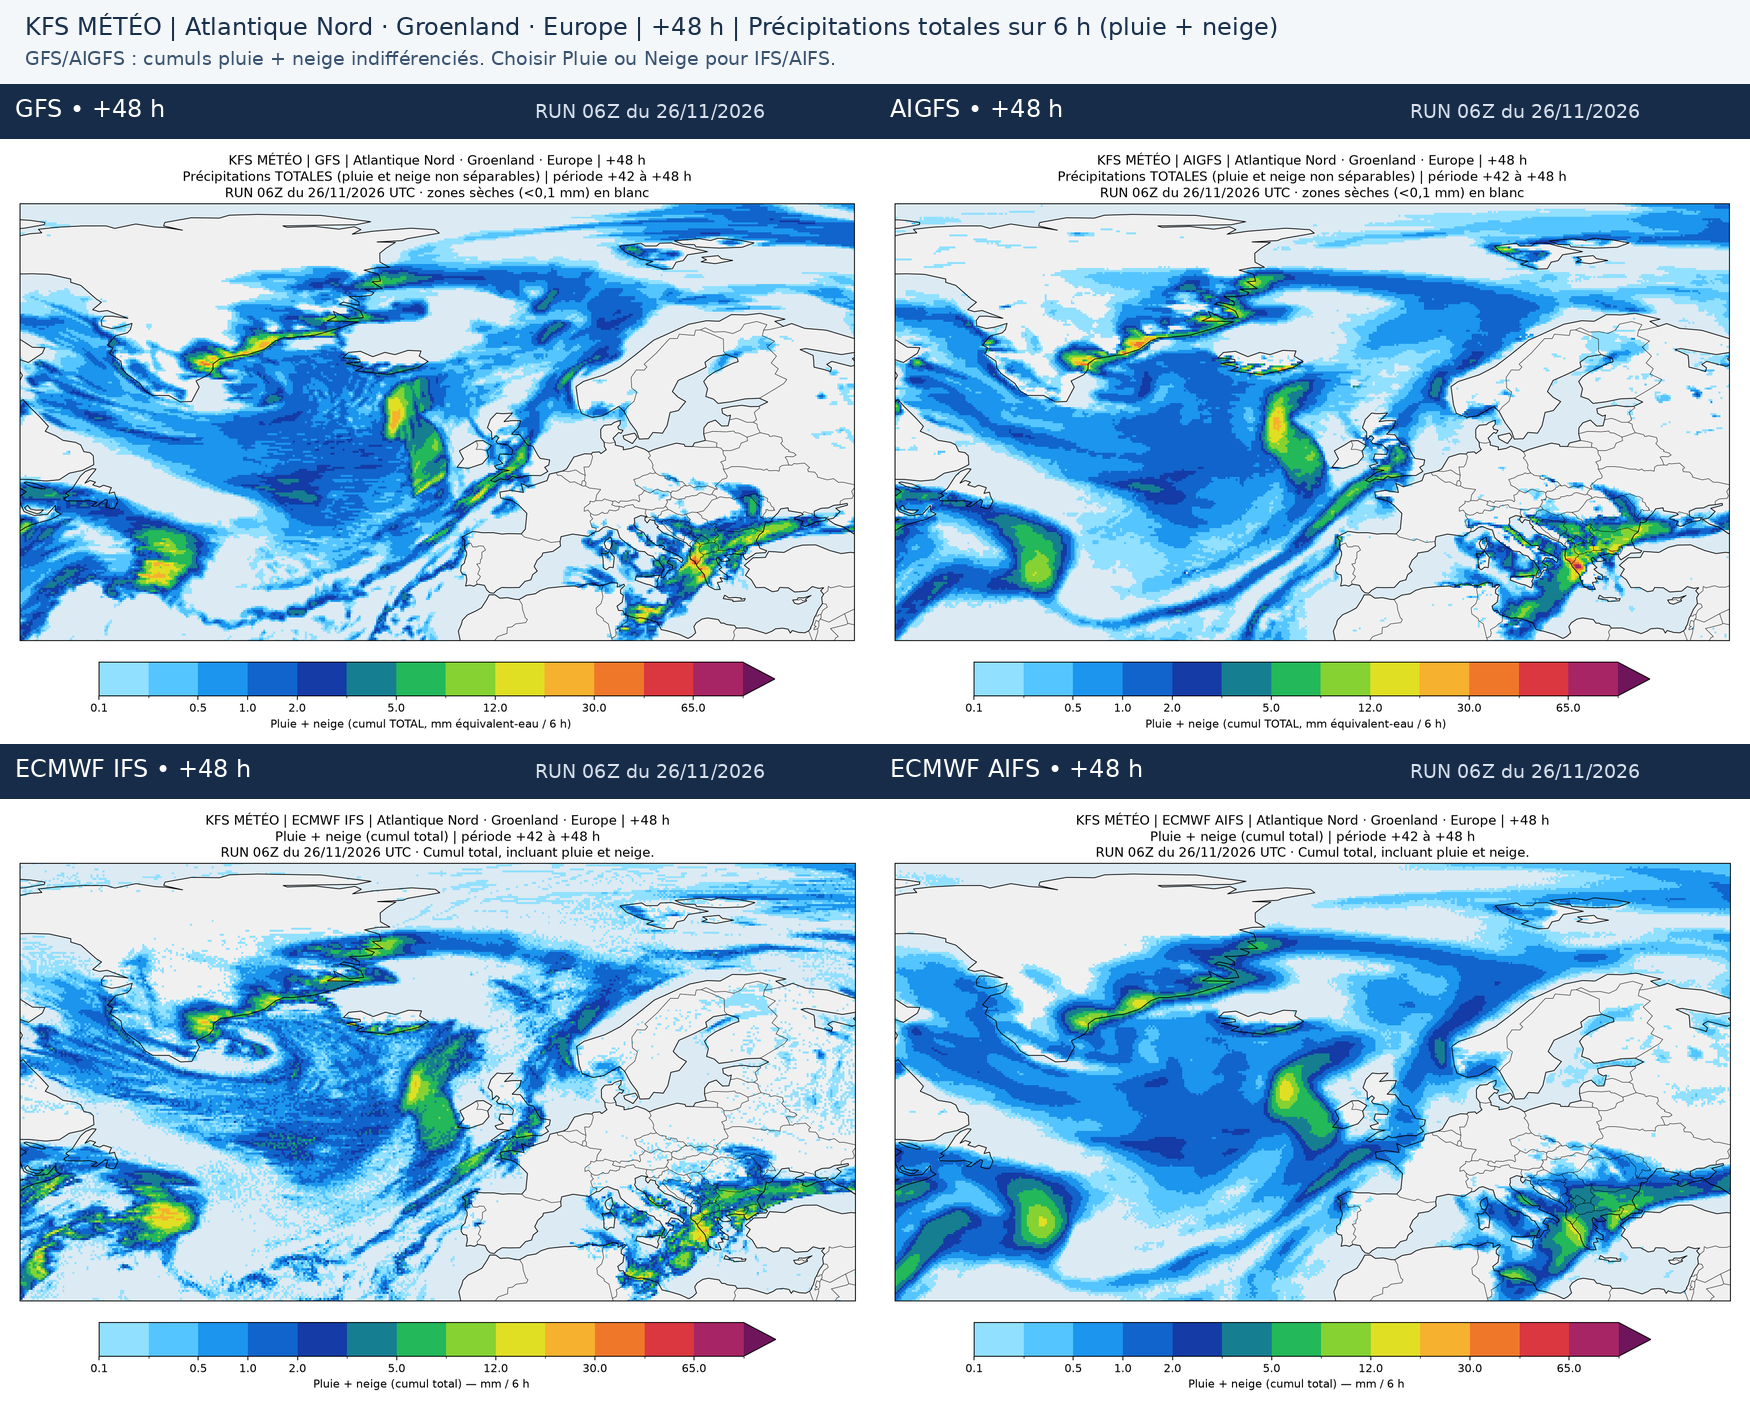 KFS MÉTÉO | Atlantique Nord · Groenland · Europe | +48 h | Précipitations totales sur 6 h (pluie + neige)
GFS/AIGFS : cumuls pluie + neige indifférenciés. Choisir Pluie ou Neige pour IFS/AIFS.
GFS • +48 h RUN 06Z du 26/11/2026
KFS MÉTÉO | GFS | Atlantique Nord · Groenland · Europe | +48 h
Précipitations TOTALES (pluie et neige non séparables) | période +42 à +48 h
RUN 06Z du 26/11/2026 UTC · zones sèches (<0,1 mm) en blanc
0.1 0.5 1.0 2.0 5.0 12.0 30.0 65.0
Pluie + neige (cumul TOTAL, mm équivalent-eau / 6 h)
AIGFS • +48 h RUN 06Z du 26/11/2026
KFS MÉTÉO | AIGFS | Atlantique Nord · Groenland · Europe | +48 h
Précipitations TOTALES (pluie et neige non séparables) | période +42 à +48 h
RUN 06Z du 26/11/2026 UTC · zones sèches (<0,1 mm) en blanc
0.1 0.5 1.0 2.0 5.0 12.0 30.0 65.0
Pluie + neige (cumul TOTAL, mm équivalent-eau / 6 h)
ECMWF IFS • +48 h RUN 06Z du 26/11/2026
KFS MÉTÉO | ECMWF IFS | Atlantique Nord · Groenland · Europe | +48 h
Pluie + neige (cumul total) | période +42 à +48 h
RUN 06Z du 26/11/2026 UTC · Cumul total, incluant pluie et neige.
0.1 0.5 1.0 2.0 5.0 12.0 30.0 65.0
Pluie + neige (cumul total) — mm / 6 h
ECMWF AIFS • +48 h RUN 06Z du 26/11/2026
KFS MÉTÉO | ECMWF AIFS | Atlantique Nord · Groenland · Europe | +48 h
Pluie + neige (cumul total) | période +42 à +48 h
RUN 06Z du 26/11/2026 UTC · Cumul total, incluant pluie et neige.
0.1 0.5 1.0 2.0 5.0 12.0 30.0 65.0
Pluie + neige (cumul total) — mm / 6 h